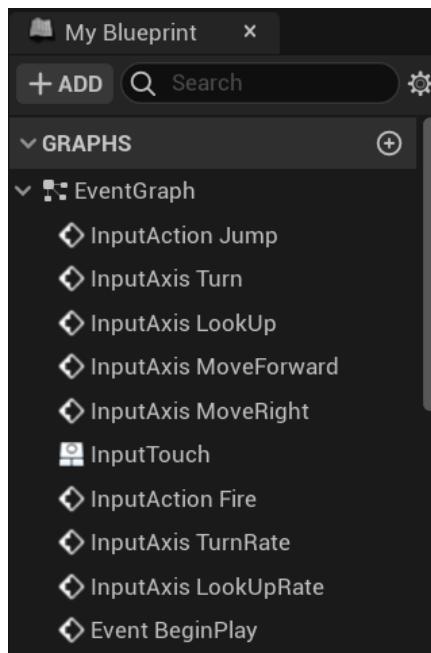 My Blueprint
ADD Search
GRAPHS
EventGraph
InputAction Jump
InputAxis Turn
InputAxis LookUp
InputAxis MoveForward
InputAxis MoveRight
InputTouch
InputAction Fire
InputAxis TurnRate
InputAxis LookUpRate
Event BeginPlay